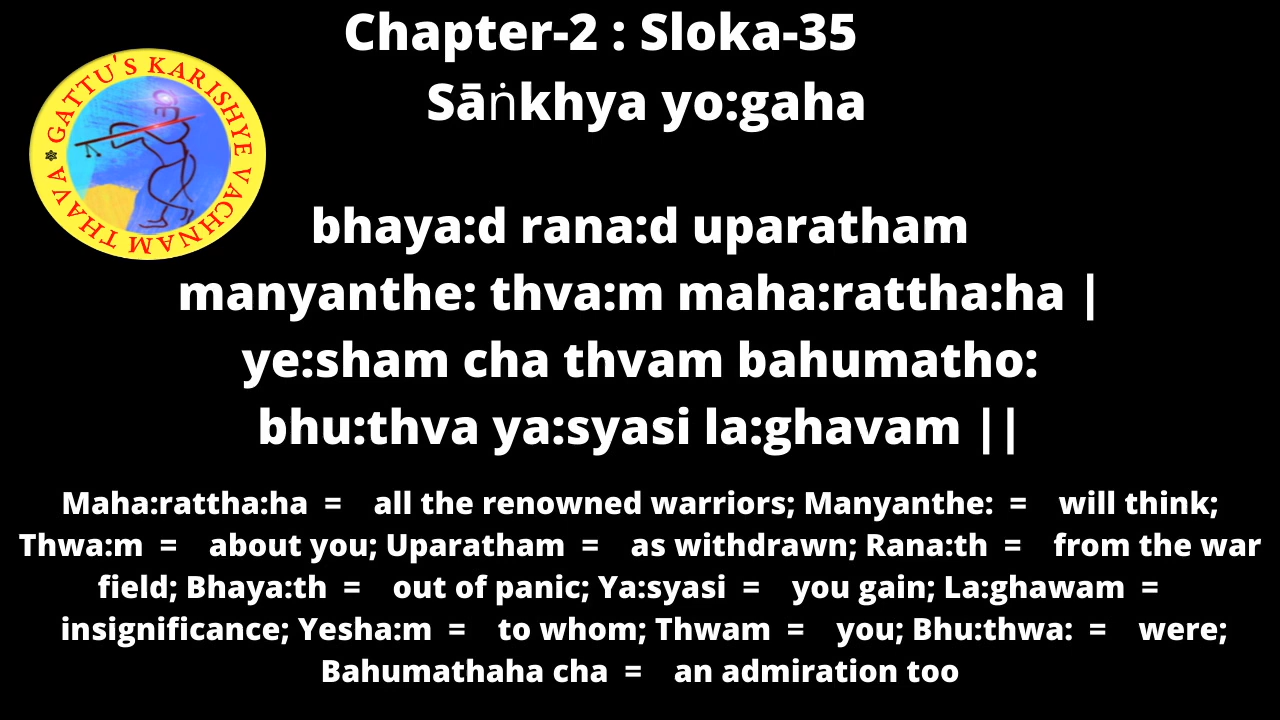 Chapter-2 : Sloka-35
Sāṅkhya yo:gaha
GATTU'S KARISHYE VACHNAM THAVA
bhaya:d rana:d uparatham
manyanthe: thva:m maha:rattha:ha |
ye:sham cha thvam bahumatho:
bhu:thva ya:syasi la:ghavam ||
Maha:rattha:ha = all the renowned warriors; Manyanthe: = will think;
Thwa:m = about you; Uparatham = as withdrawn; Rana:th = from the war
field; Bhaya:th = out of panic; Ya:syasi = you gain; La:ghawam =
insignificance; Yesha:m = to whom; Thwam = you; Bhu:thwa: = were;
Bahumathaha cha = an admiration too